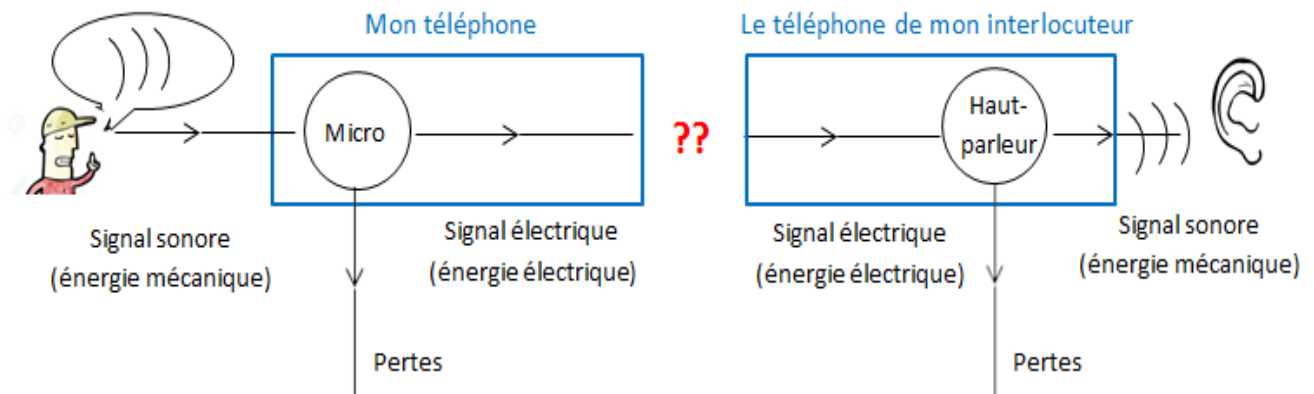 Mon téléphone
Le téléphone de mon interlocuteur
Micro
??
Haut-
parleur
Signal sonore
(énergie mécanique)
Signal électrique
(énergie électrique)
Signal électrique
(énergie électrique)
Signal sonore
(énergie mécanique)
Pertes
Pertes